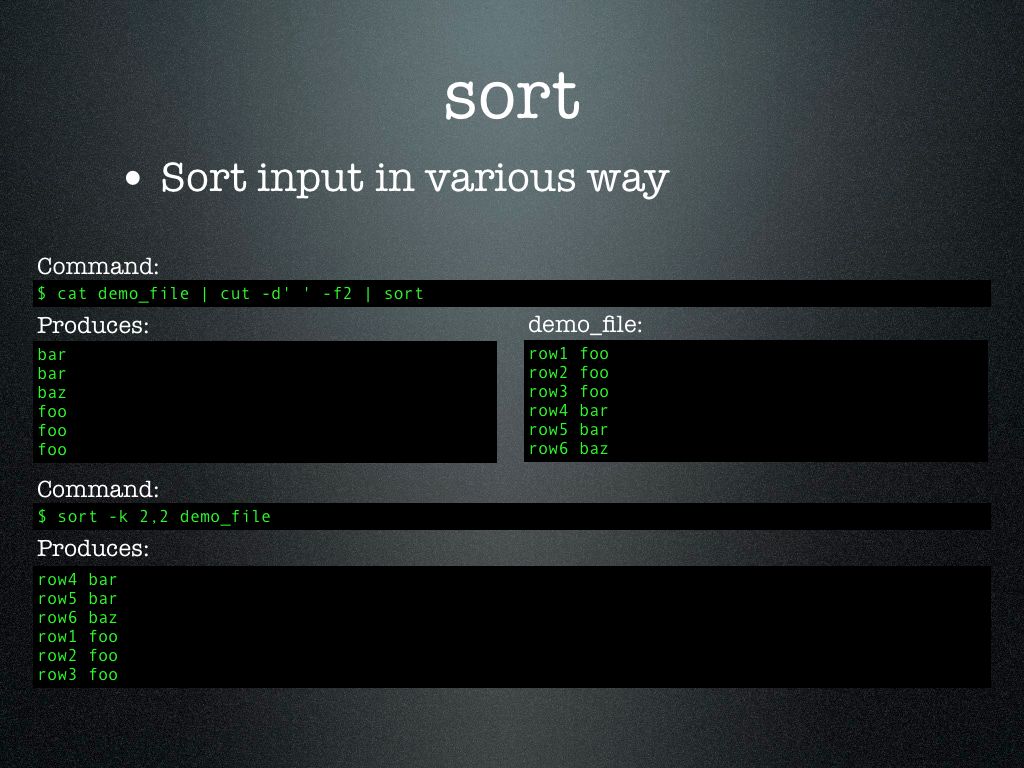 sort
• Sort input in various way
Command:
$ cat demo_file | cut -d' ' -f2 | sort
Produces:
bar
bar
baz
foo
foo
foo
demo_file:
row1 foo
row2 foo
row3 foo
row4 bar
row5 bar
row6 baz
Command:
$ sort -k 2,2 demo_file
Produces:
row4 bar
row5 bar
row6 baz
row1 foo
row2 foo
row3 foo